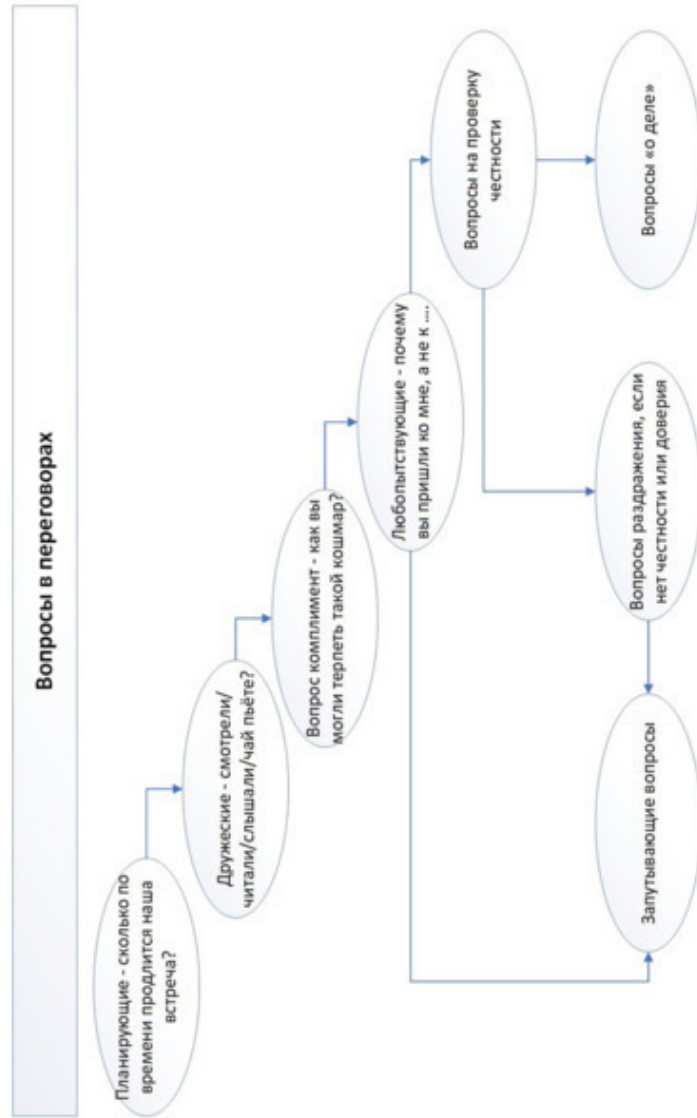 Вопросы в переговорах
Планирующие - сколько по
времени продлится наша
встреча?
Дружеские - смотрели/
читали/слышали/чай пьёте?
Вопрос комплимент - как вы
могли терпеть такой кошмар?
Любопытствующие - почему
вы пришли ко мне, а не к ....
Вопросы на проверку
честности
Вопросы раздражения, если
нет честности или доверия
Вопросы «о деле»
Запутывающие вопросы